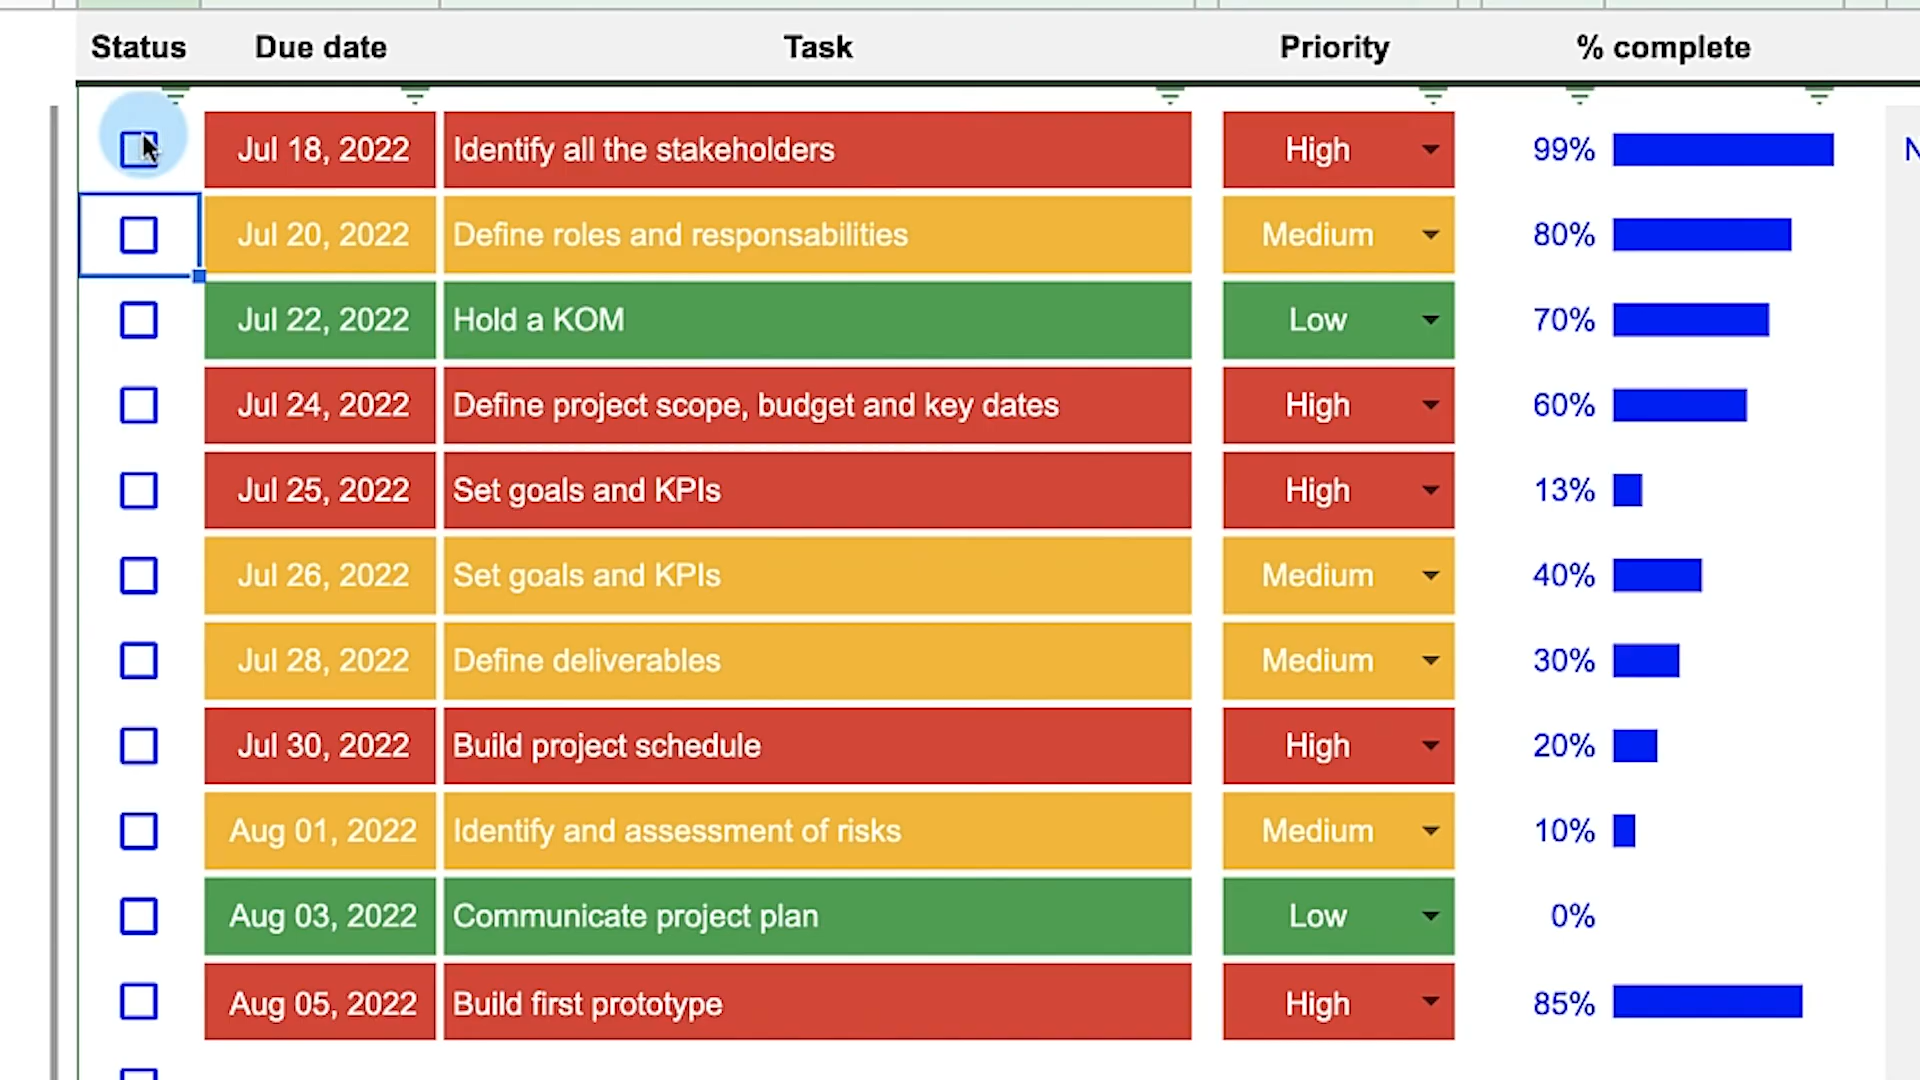 Status Due date Task Priority % complete
Jul 18, 2022 Identify all the stakeholders High 99% N
Jul 20, 2022 Define roles and responsabilities Medium 80%
Jul 22, 2022 Hold a KOM Low 70%
Jul 24, 2022 Define project scope, budget and key dates High 60%
Jul 25, 2022 Set goals and KPIs High 13%
Jul 26, 2022 Set goals and KPIs Medium 40%
Jul 28, 2022 Define deliverables Medium 30%
Jul 30, 2022 Build project schedule High 20%
Aug 01, 2022 Identify and assessment of risks Medium 10%
Aug 03, 2022 Communicate project plan Low 0%
Aug 05, 2022 Build first prototype High 85%